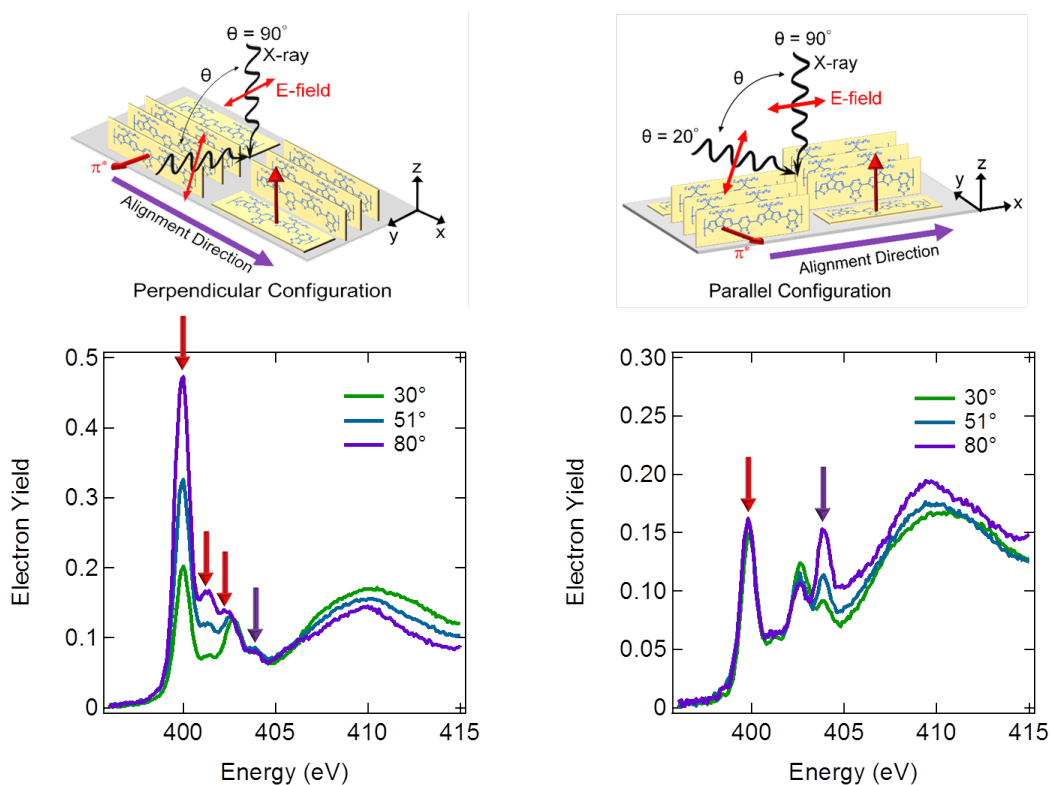 θ = 90°
X-ray
θ
E-field
π*
Alignment Direction
z
y
x
Perpendicular Configuration
θ = 90°
X-ray
θ
E-field
θ = 20°
π*
Alignment Direction
z
y
x
Parallel Configuration
Electron Yield
0.5
0.4
0.3
0.2
0.1
0
30°
51°
80°
400
405
410
415
Energy (eV)
Electron Yield
0.30
0.25
0.20
0.15
0.10
0.05
0.00
30°
51°
80°
400
405
410
415
Energy (eV)